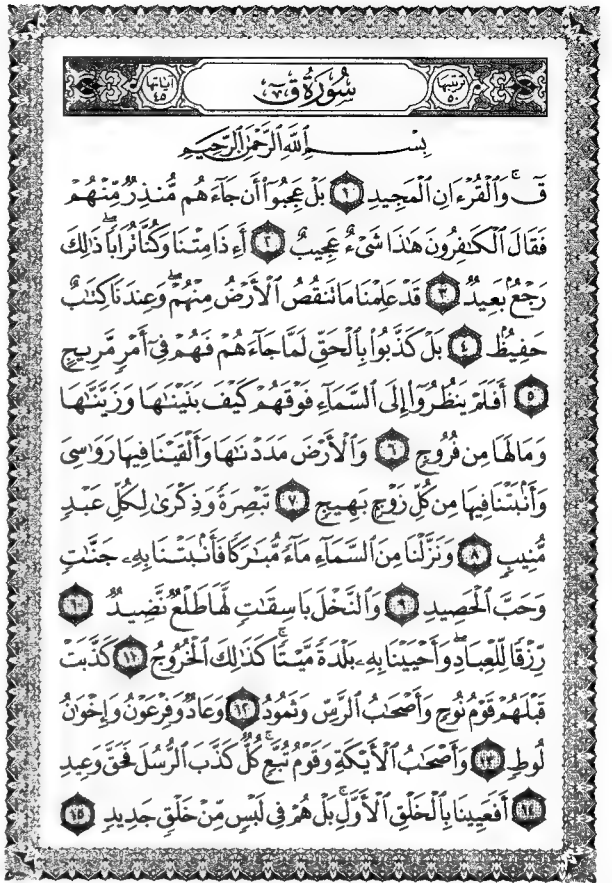 ترتيبها ٥٠ سُورَةُ قٓ آياتها ٤٥
بِسْمِ ٱللَّهِ ٱلرَّحْمَٰنِ ٱلرَّحِيمِ
قٓ ۚ وَٱلْقُرْءَانِ ٱلْمَجِيدِ ١ بَلْ عَجِبُوٓا۟ أَن جَآءَهُم مُّنذِرٌ مِّنْهُمْ
فَقَالَ ٱلْكَٰفِرُونَ هَٰذَا شَىْءٌ عَجِيبٌ ٢ أَءِذَا مِتْنَا وَكُنَّا تُرَابًا ۖ ذَٰلِكَ
رَجْعٌۢ بَعِيدٌ ٣ قَدْ عَلِمْنَا مَا تَنقُصُ ٱلْأَرْضُ مِنْهُمْ ۖ وَعِندَنَا كِتَٰبٌ
حَفِيظٌۢ ٤ بَلْ كَذَّبُوا۟ بِٱلْحَقِّ لَمَّا جَآءَهُمْ فَهُمْ فِىٓ أَمْرٍ مَّرِيجٍ
٥ أَفَلَمْ يَنظُرُوٓا۟ إِلَى ٱلسَّمَآءِ فَوْقَهُمْ كَيْفَ بَنَيْنَٰهَا وَزَيَّنَّٰهَا
وَمَا لَهَا مِن فُرُوجٍ ٦ وَٱلْأَرْضَ مَدَدْنَٰهَا وَأَلْقَيْنَا فِيهَا رَوَٰسِىَ
وَأَنۢبَتْنَا فِيهَا مِن كُلِّ زَوْجٍۭ بَهِيجٍ ٧ تَبْصِرَةً وَذِكْرَىٰ لِكُلِّ عَبْدٍ
مُّنِيبٍ ٨ وَنَزَّلْنَا مِنَ ٱلسَّمَآءِ مَآءً مُّبَٰرَكًا فَأَنۢبَتْنَا بِهِۦ جَنَّٰتٍ
وَحَبَّ ٱلْحَصِيدِ ٩ وَٱلنَّخْلَ بَاسِقَٰتٍ لَّهَا طَلْعٌ نَّضِيدٌ ١٠
رِّزْقًا لِّلْعِبَادِ ۖ وَأَحْيَيْنَا بِهِۦ بَلْدَةً مَّيْتًا ۚ كَذَٰلِكَ ٱلْخُرُوجُ ١١ كَذَّبَتْ
قَبْلَهُمْ قَوْمُ نُوحٍ وَأَصْحَٰبُ ٱلرَّسِّ وَثَمُودُ ١٢ وَعَادٌ وَفِرْعَوْنُ وَإِخْوَٰنُ
لُوطٍ ١٣ وَأَصْحَٰبُ ٱلْأَيْكَةِ وَقَوْمُ تُبَّعٍ ۚ كُلٌّ كَذَّبَ ٱلرُّسُلَ فَحَقَّ وَعِيدِ
١٤ أَفَعَيِينَا بِٱلْخَلْقِ ٱلْأَوَّلِ ۚ بَلْ هُمْ فِى لَبْسٍ مِّنْ خَلْقٍ جَدِيدٍ ١٥